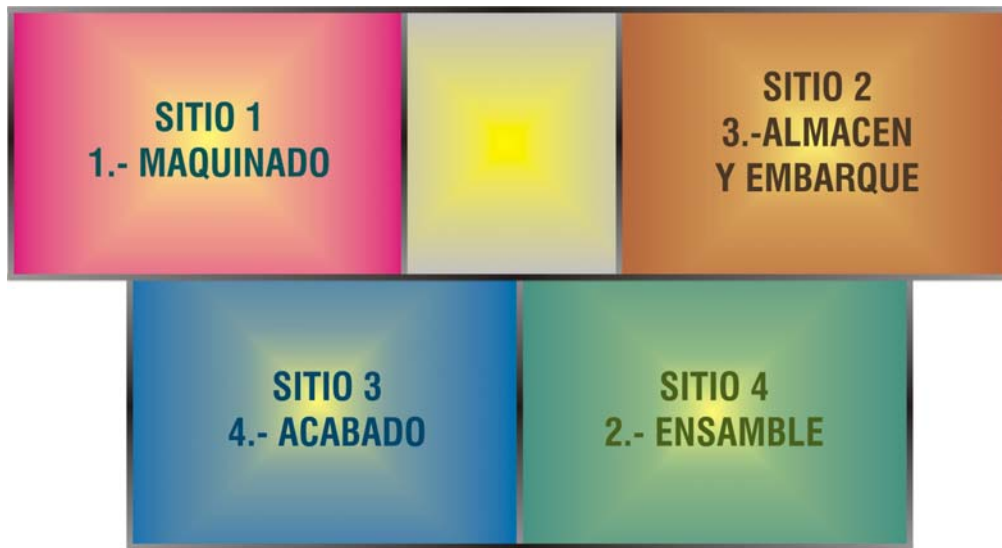 SITIO 1
1.- MAQUINADO
SITIO 2
3.-ALMACEN
Y EMBARQUE
SITIO 3
4.- ACABADO
SITIO 4
2.- ENSAMBLE